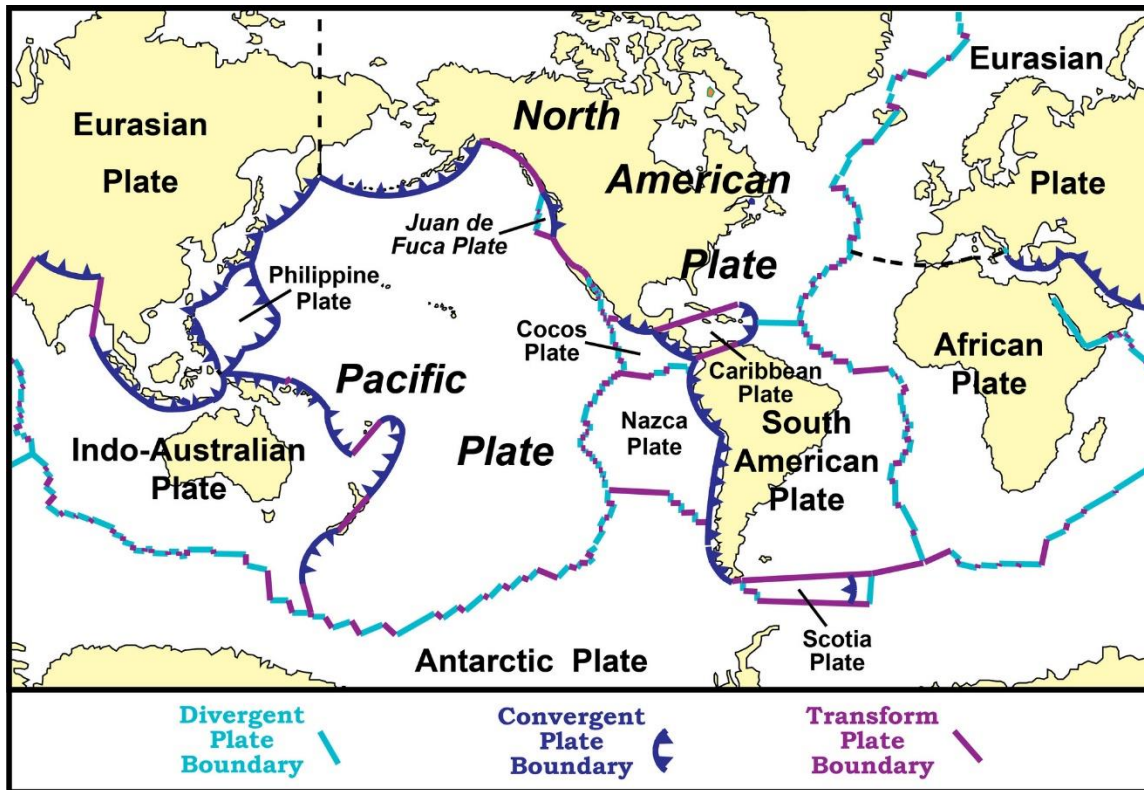 Eurasian
Plate
North
American
Plate
Eurasian
Plate
Juan de
Fuca Plate
Philippine
Plate
Cocos
Plate
Caribbean
Plate
African
Plate
Pacific
Plate
Indo-Australian
Plate
Nazca
Plate
South
American
Plate
Scotia
Plate
Antarctic Plate
Divergent
Plate
Boundary
Convergent
Plate
Boundary
Transform
Plate
Boundary